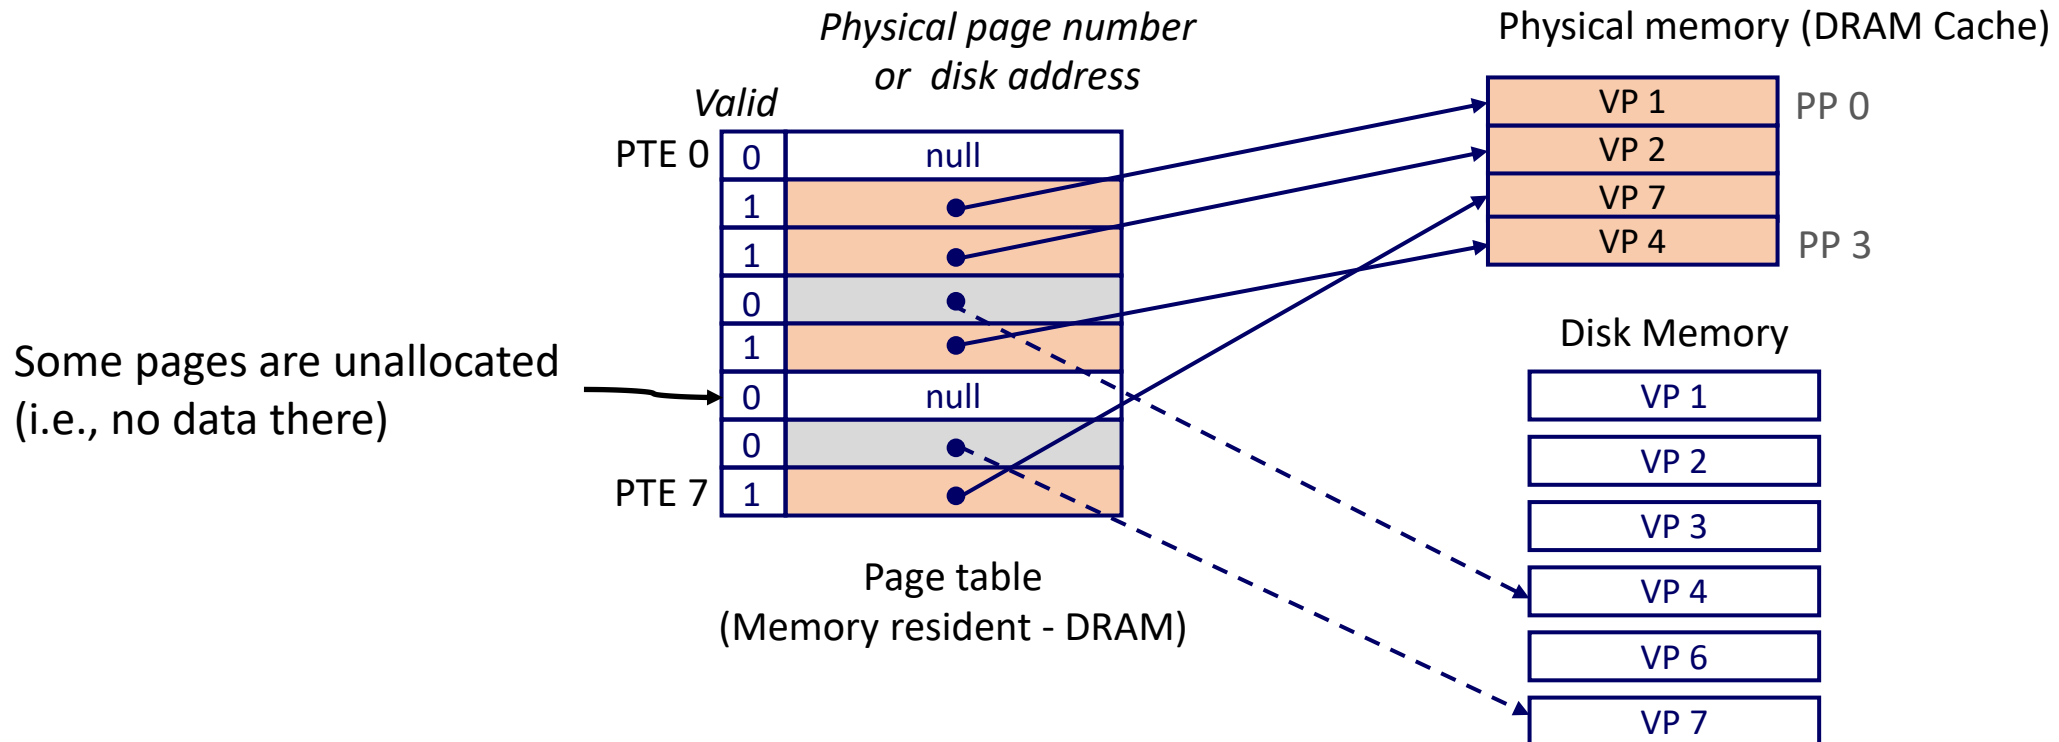 Physical page number
or disk address
Physical memory (DRAM Cache)
Valid
VP 1
PP 0
VP 2
VP 7
VP 4
PP 3
PTE 0
0
null
1
1
0
1
0
null
0
PTE 7
1
Some pages are unallocated
(i.e., no data there)
Page table
(Memory resident - DRAM)
Disk Memory
VP 1
VP 2
VP 3
VP 4
VP 6
VP 7